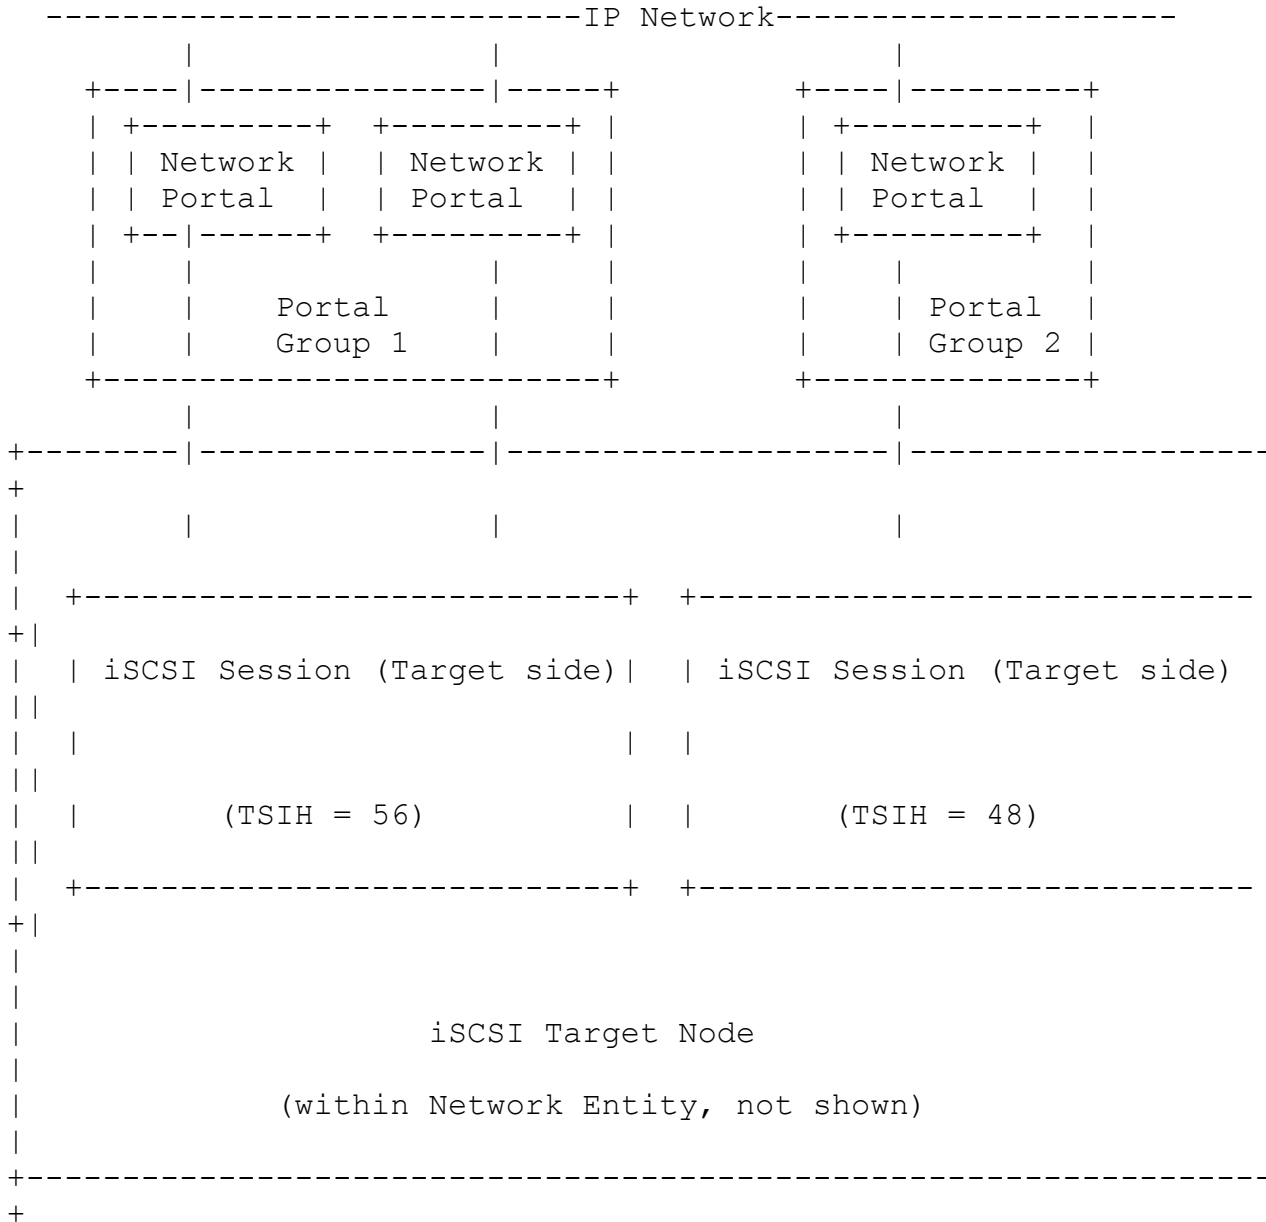 ----------------------------IP Network---------------------
|               |                    |
+----|---------------|-----+         +----|---------+
| +---------+  +---------+ |         | +---------+  |
| | Network |  | Network | |         | | Network |  |
| | Portal  |  | Portal  | |         | | Portal  |  |
| +--|------+  +---------+ |         | +---------+  |
|    |               |     |         |    |         |
|    |    Portal     |     |         |    | Portal  |
|    |    Group 1    |     |         |    | Group 2 |
+--------------------------+         +--------------+
|               |                    |
+--------|---------------|--------------------|-------------------
+
|        |               |                    |
|
|  +----------------------------+  +-----------------------------
+|
|  | iSCSI Session (Target side)|  | iSCSI Session (Target side)
||
|  |                            |  |
||
|  |       (TSIH = 56)          |  |       (TSIH = 48)
||
|  +----------------------------+  +-----------------------------
+|
|
|
|                     iSCSI Target Node
|
|             (within Network Entity, not shown)
|
+-----------------------------------------------------------------
+